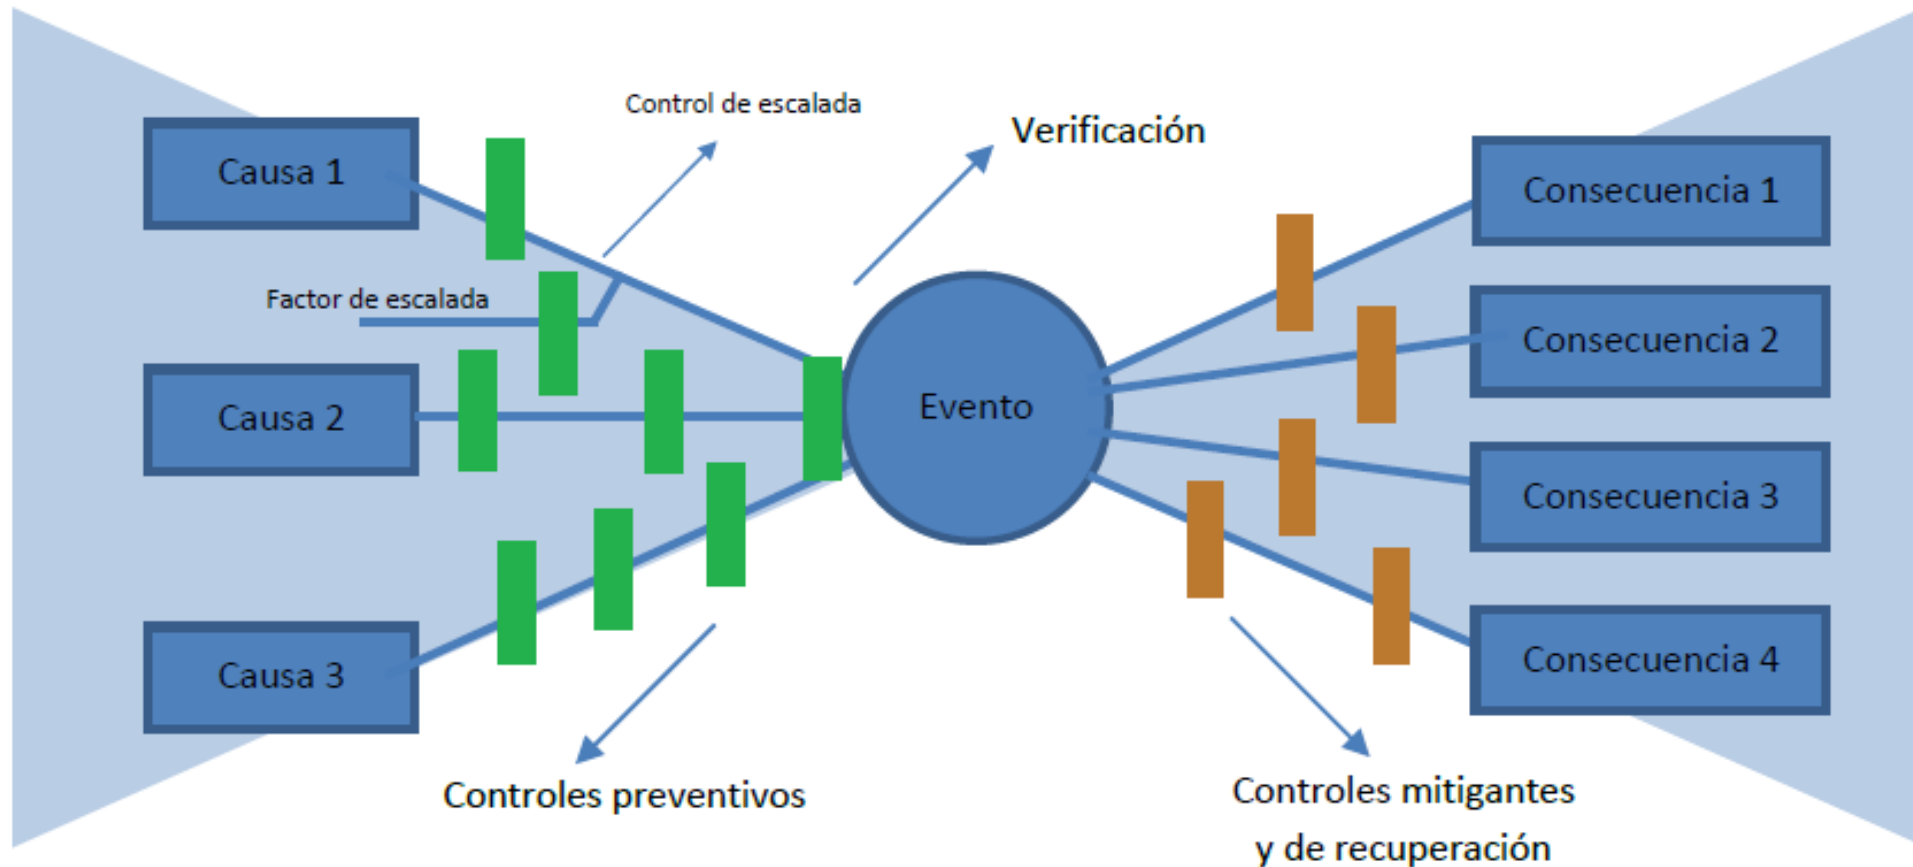 Control de escalada
Verificación
Causa 1
Consecuencia 1
Factor de escalada
Consecuencia 2
Causa 2
Evento
Consecuencia 3
Causa 3
Consecuencia 4
Controles preventivos
Controles mitigantes
y de recuperación